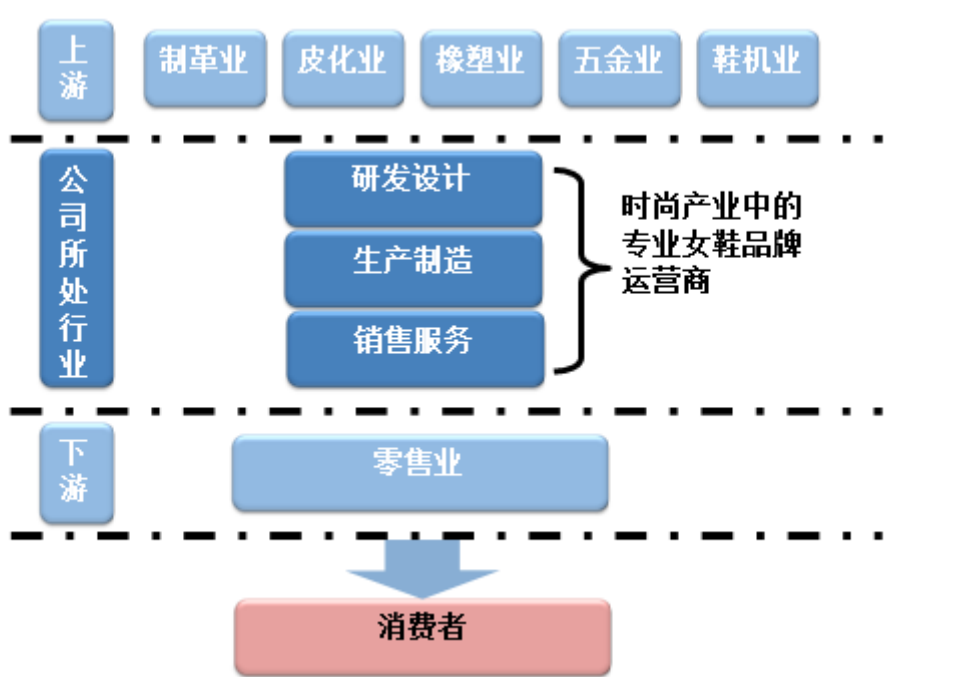 上游
制革业
皮化业
橡塑业
五金业
鞋机业
公司所处行业
研发设计
生产制造
销售服务
时尚产业中的
专业女鞋品牌
运营商
下游
零售业
消费者